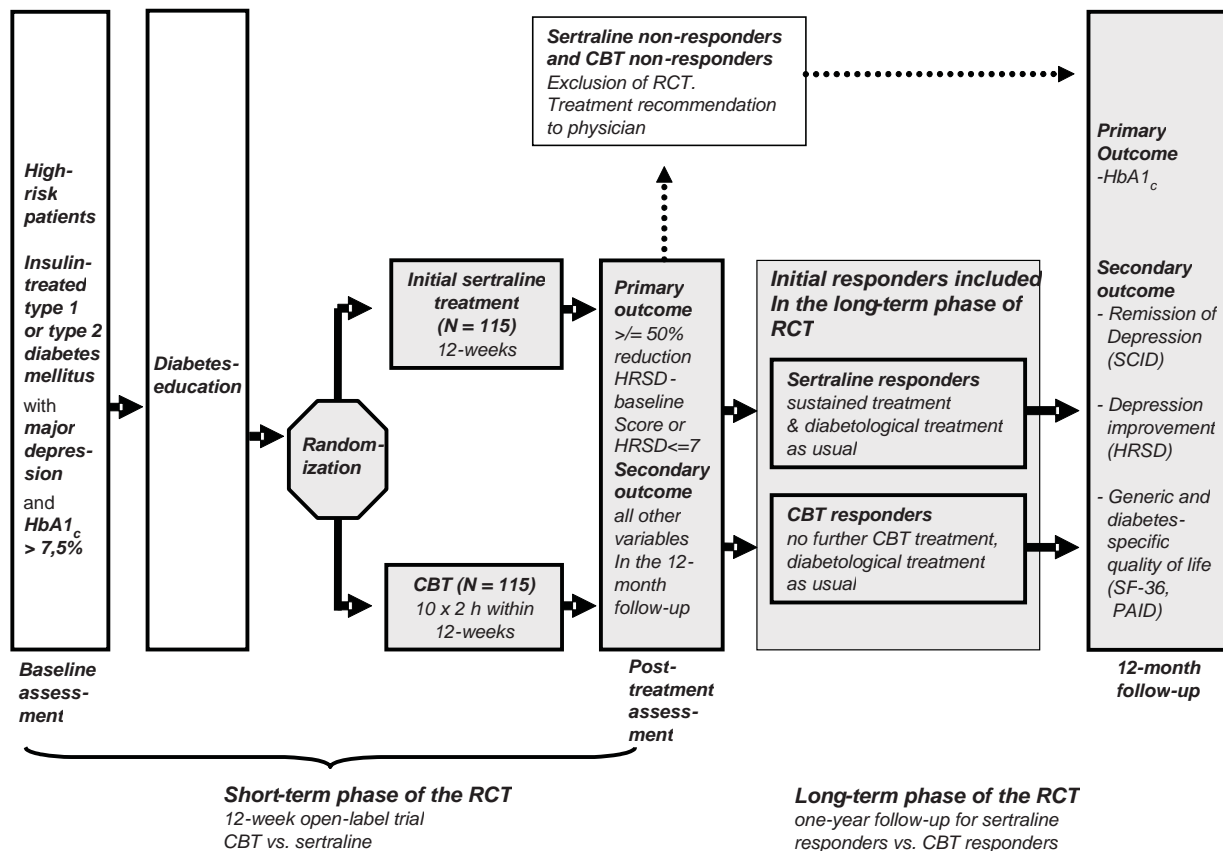 High-
risk
patients
Insulin-
treated
type 1
or type 2
diabetes
mellitus
with
major
depres-
sion
and
HbA1c
> 7,5%
Baseline
assess-
ment
Diabetes-
education
Random-
ization
Initial sertraline
treatment
(N = 115)
12-weeks
CBT (N = 115)
10 x 2 h within
12-weeks
Sertraline non-responders
and CBT non-responders
Exclusion of RCT.
Treatment recommendation
to physician
Primary
outcome
>/= 50%
reduction
HRSD-
baseline
Score or
HRSD<=7
Secondary
outcome
all other
variables
In the 12-
month
follow-up
Post-
treatment
assess-
ment
Initial responders included
In the long-term phase of
RCT
Sertraline responders
sustained treatment
& diabetological treatment
as usual
CBT responders
no further CBT treatment,
diabetological treatment
as usual
Primary
Outcome
-HbA1c
Secondary
outcome
- Remission of
Depression
(SCID)
- Depression
improvement
(HRSD)
- Generic and
diabetes-
specific
quality of life
(SF-36,
PAID)
12-month
follow-up
Short-term phase of the RCT
12-week open-label trial
CBT vs. sertraline
Long-term phase of the RCT
one-year follow-up for sertraline
responders vs. CBT responders